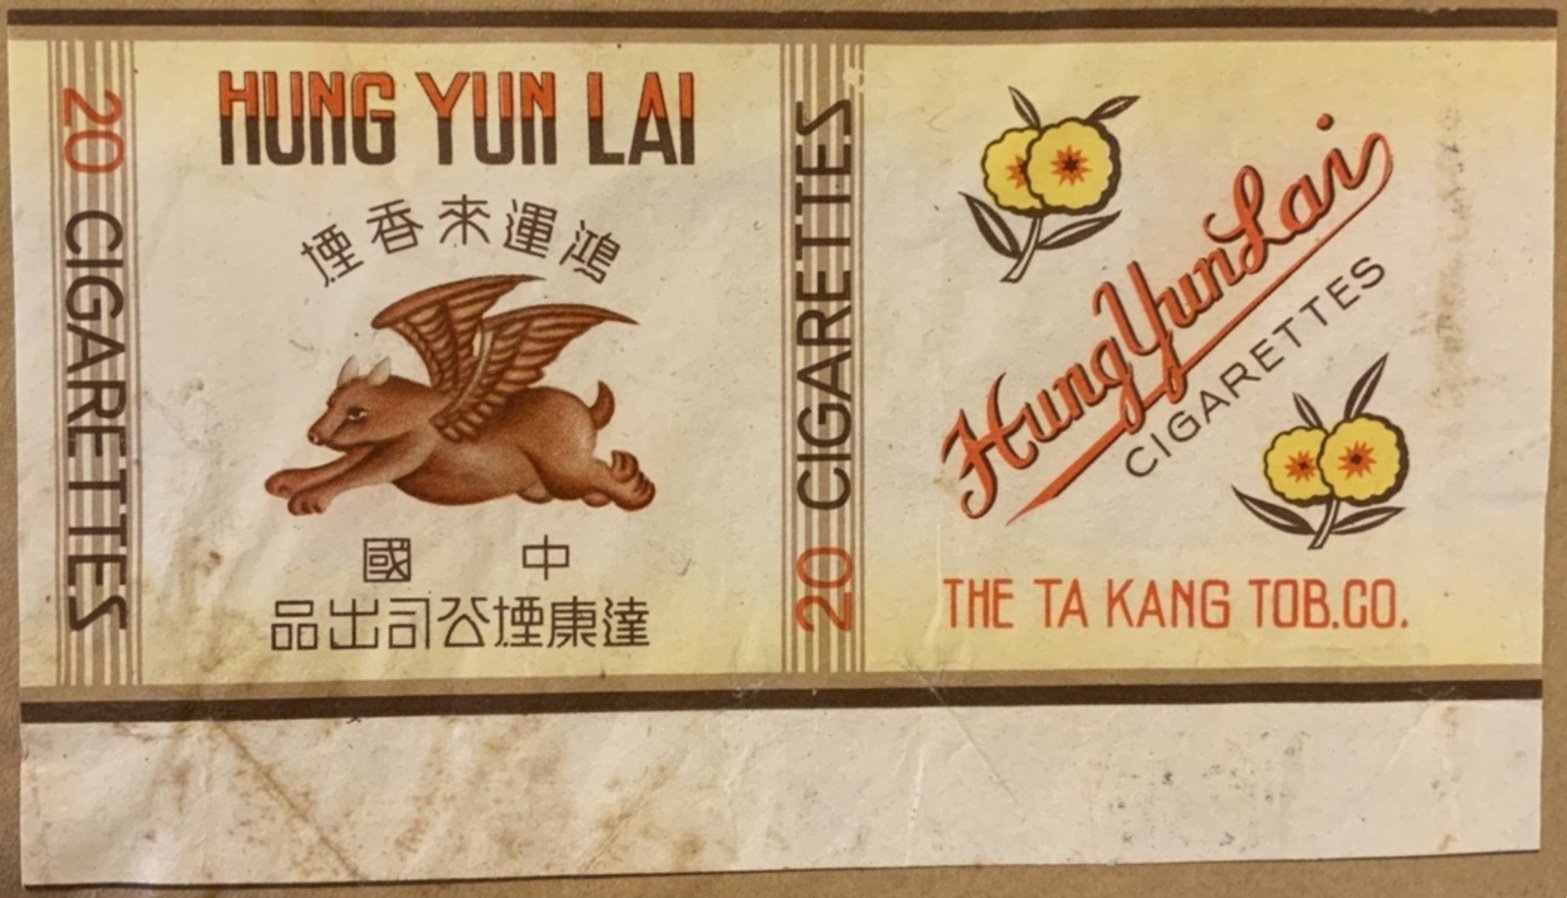 20 CIGARETTES
HUNG YUN LAI
鴻運來香煙
中國
達康煙公司出品
20 CIGARETTES
Hung Yun Lai
CIGARETTES
THE TA KANG TOB.CO.